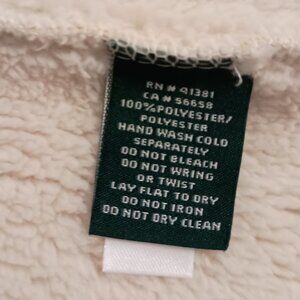 RN # 41381
CA # 56658
100% POLYESTER/
POLYESTER
HAND WASH COLD
SEPARATELY
DO NOT BLEACH
DO NOT WRING
OR TWIST
LAY FLAT TO DRY
DO NOT IRON
DO NOT DRY CLEAN